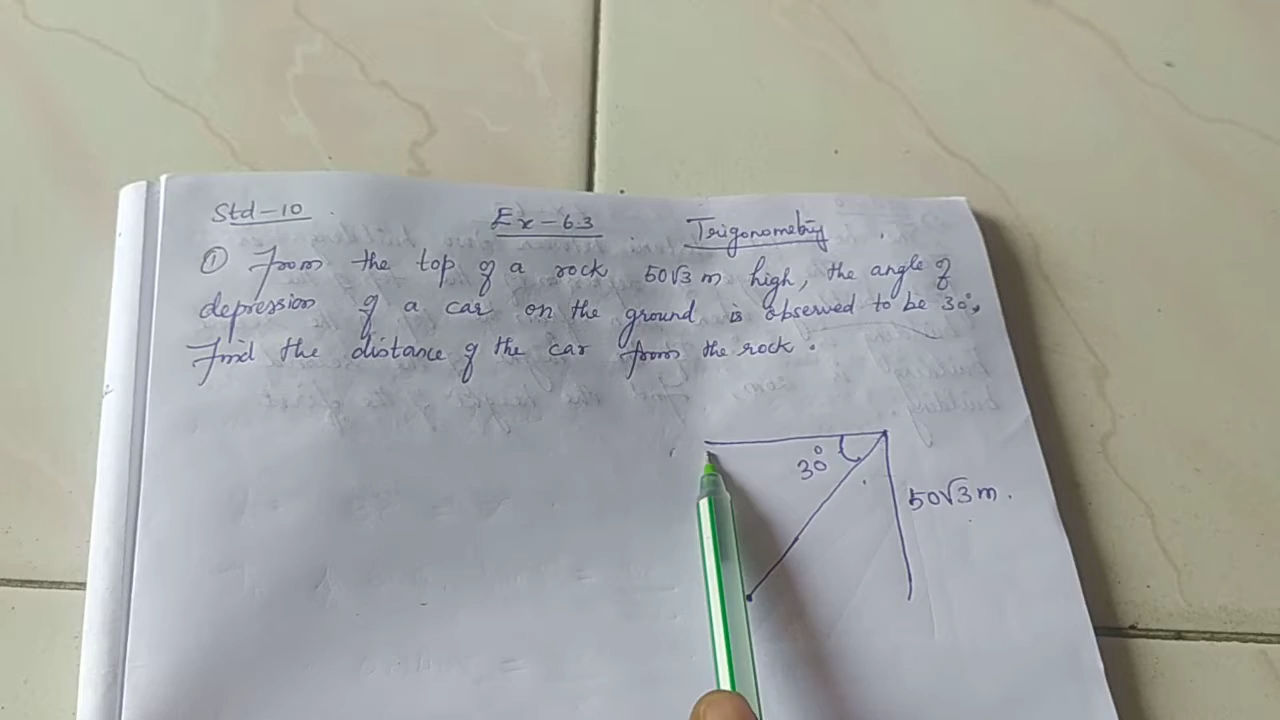 Std-10 Ex-6.3 Trigonometry
① From the top of a rock 50√3 m high, the angle of
depression of a car on the ground is observed to be 30°,
Find the distance of the car from the rock.
30°
50√3 m.